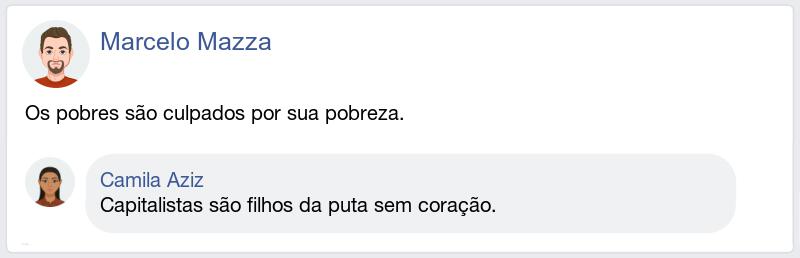 Marcelo Mazza
Os pobres são culpados por sua pobreza.
Camila Aziz
Capitalistas são filhos da puta sem coração.